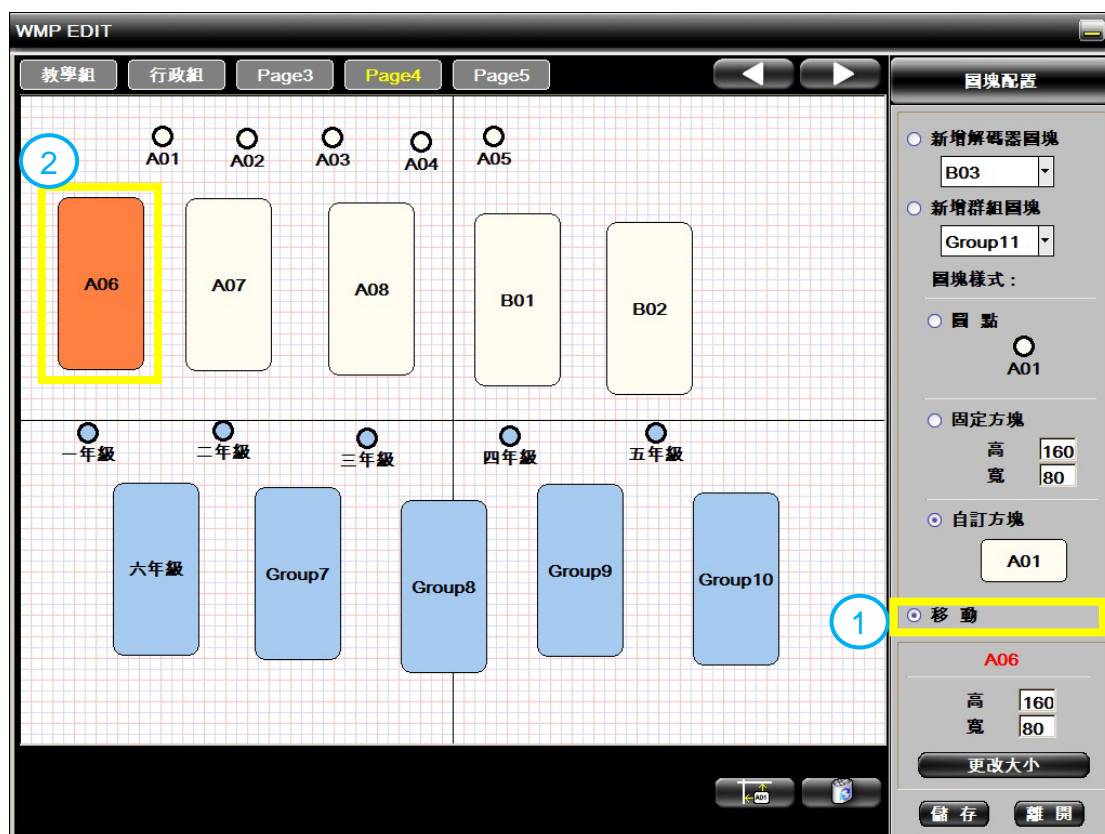 WMP EDIT
教學組 行政組 Page3 Page4 Page5
A01 A02 A03 A04 A05
2
A06 A07 A08 B01 B02
一年級 二年級 三年級 四年級 五年級
六年級 Group7 Group8 Group9 Group10
圖塊配置
新增解碼器圖塊
B03
新增群組圖塊
Group11
圖塊樣式：
圓 點
A01
固定方塊
高 160
寬 80
自訂方塊
A01
1
移 動
A06
高 160
寬 80
更改大小
A01
儲 存 離 開